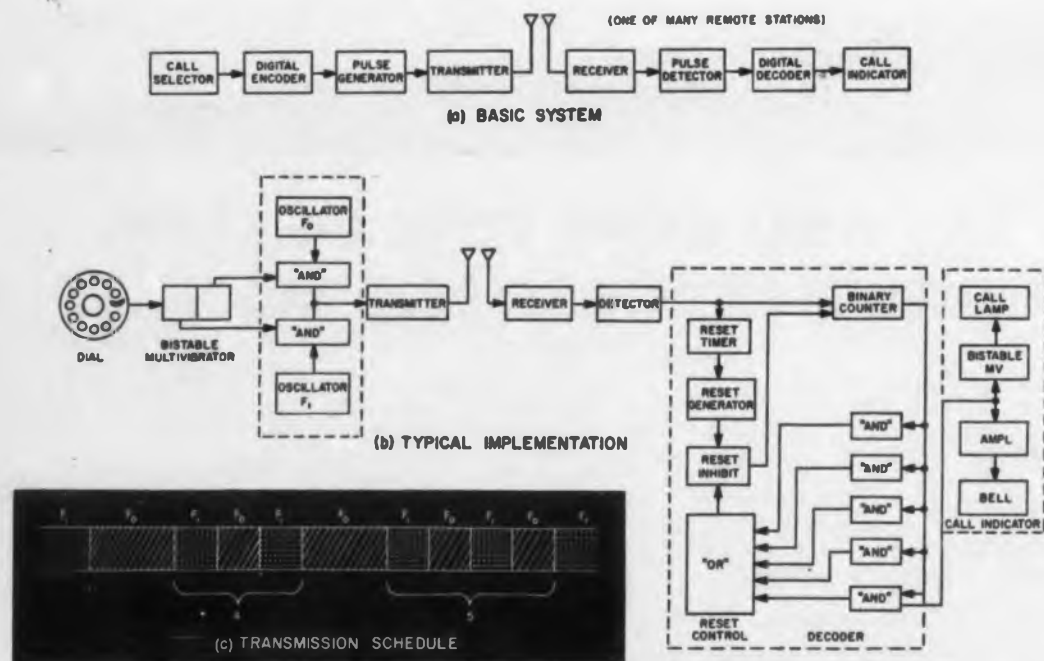 (ONE OF MANY REMOTE STATIONS)
CALL SELECTOR
DIGITAL ENCODER
PULSE GENERATOR
TRANSMITTER
RECEIVER
PULSE DETECTOR
DIGITAL DECODER
CALL INDICATOR
(a) BASIC SYSTEM
OSCILLATOR F₀
"AND"
"AND"
OSCILLATOR F₁
DIAL
BISTABLE MULTIVIBRATOR
TRANSMITTER
RECEIVER
DETECTOR
RESET TIMER
RESET GENERATOR
RESET INHIBIT
"OR"
RESET CONTROL
BINARY COUNTER
"AND"
"AND"
"AND"
"AND"
"AND"
DECODER
CALL LAMP
BISTABLE MV
AMPL
BELL
CALL INDICATOR
(b) TYPICAL IMPLEMENTATION
F₁ F₀ F₁ F₀ F₁ F₀ F₁ F₀ F₁ F₀ F₁
4 5
(c) TRANSMISSION SCHEDULE